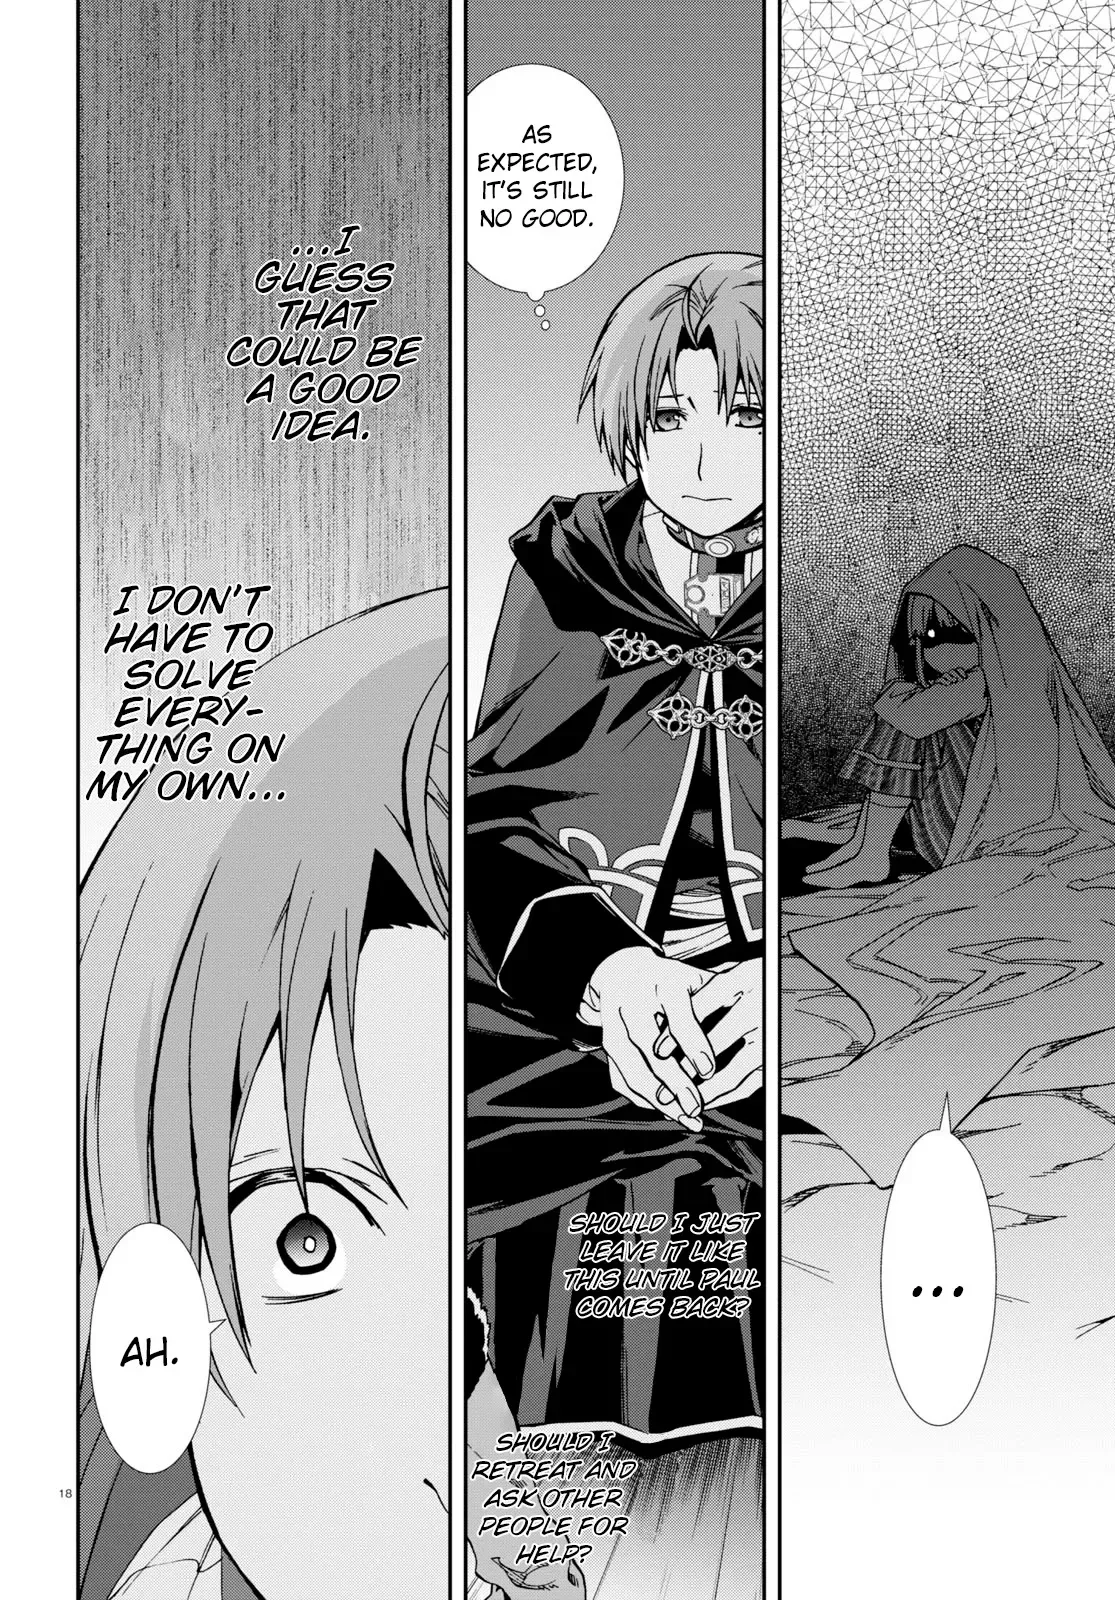 ...
AS
EXPECTED,
IT'S STILL
NO GOOD.
SHOULD I JUST
LEAVE IT LIKE
THIS UNTIL PAUL
COMES BACK?
SHOULD I
RETREAT AND
ASK OTHER
PEOPLE FOR
HELP?
...I
GUESS
THAT
COULD BE
A GOOD
IDEA.
I DON'T
HAVE TO
SOLVE
EVERY-
THING ON
MY OWN...
AH.
18